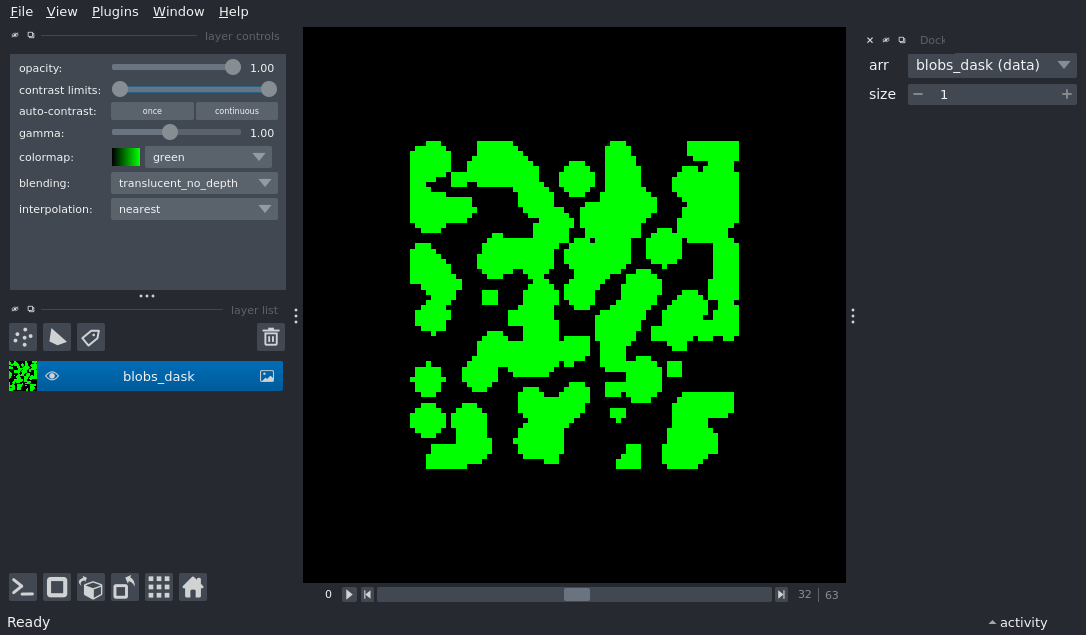 File View Plugins Window Help
layer controls
opacity: 1.00
contrast limits:
auto-contrast: once continuous
gamma: 1.00
colormap: green
blending: translucent_no_depth
interpolation: nearest
layer list
blobs_dask
Dock
arr blobs_dask (data)
size 1
0 32 63
Ready
activity